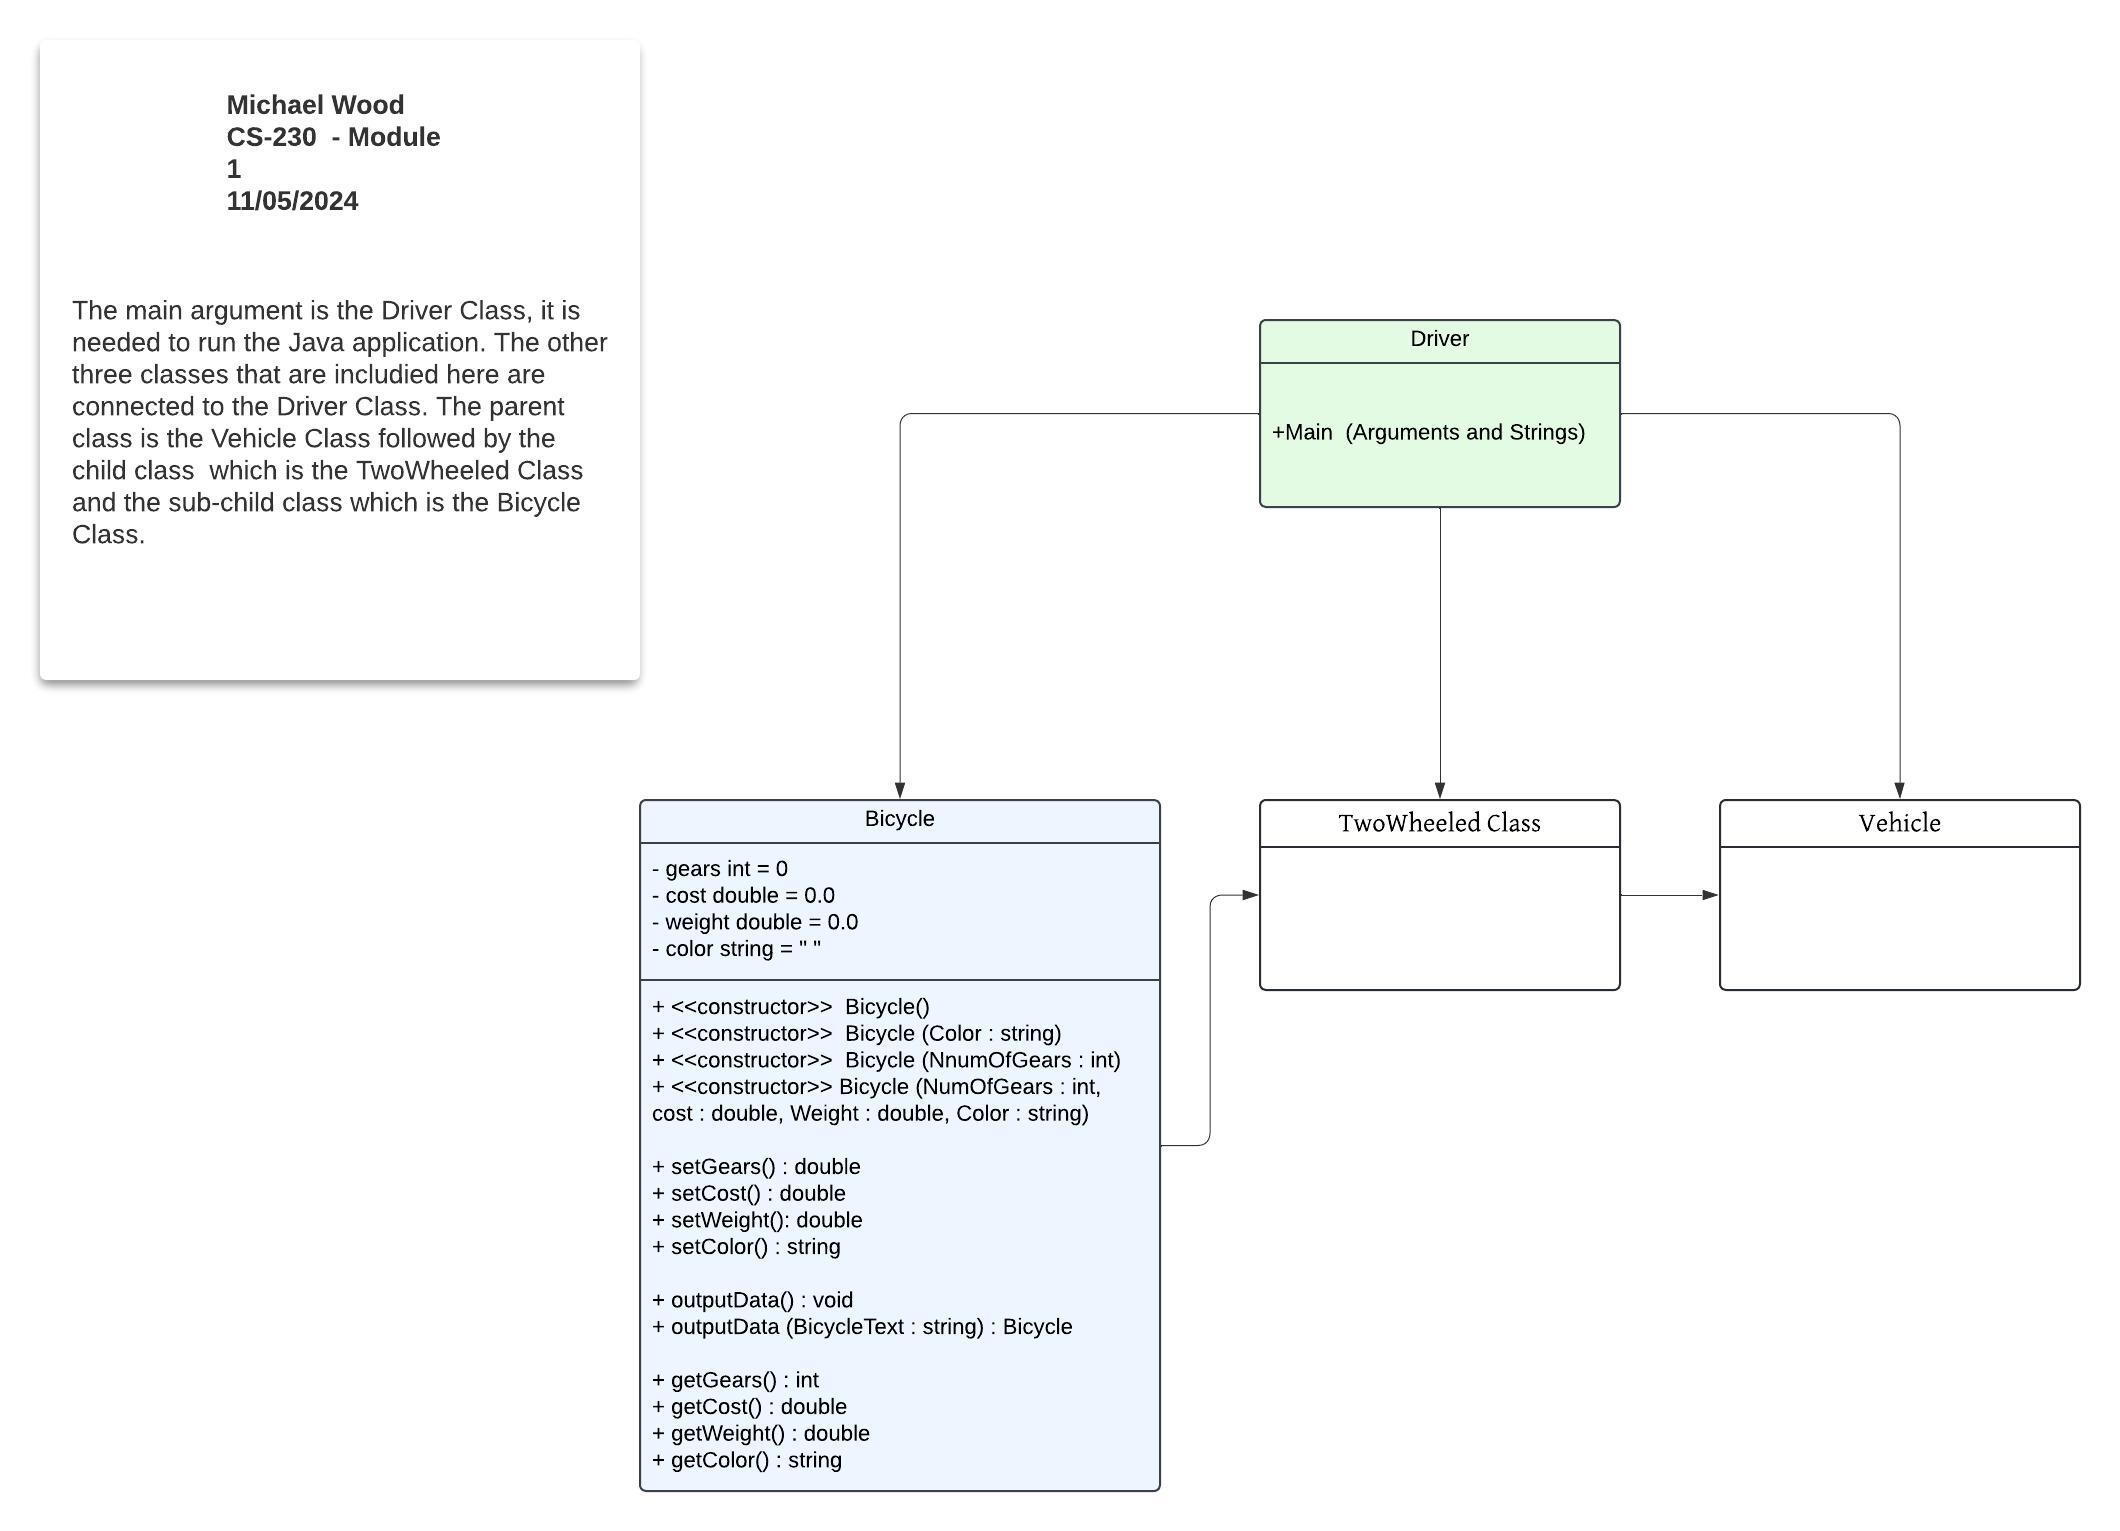 Michael Wood
CS-230  - Module
1
11/05/2024
The main argument is the Driver Class, it is
needed to run the Java application. The other
three classes that are includied here are
connected to the Driver Class. The parent
class is the Vehicle Class followed by the
child class  which is the TwoWheeled Class
and the sub-child class which is the Bicycle
Class.
Driver
+Main  (Arguments and Strings)
Bicycle
- gears int = 0
- cost double = 0.0
- weight double = 0.0
- color string = " "
+ <<constructor>>  Bicycle()
+ <<constructor>>  Bicycle (Color : string)
+ <<constructor>>  Bicycle (NnumOfGears : int)
+ <<constructor>> Bicycle (NumOfGears : int,
cost : double, Weight : double, Color : string)
+ setGears() : double
+ setCost() : double
+ setWeight(): double
+ setColor() : string
+ outputData() : void
+ outputData (BicycleText : string) : Bicycle
+ getGears() : int
+ getCost() : double
+ getWeight() : double
+ getColor() : string
TwoWheeled Class
Vehicle